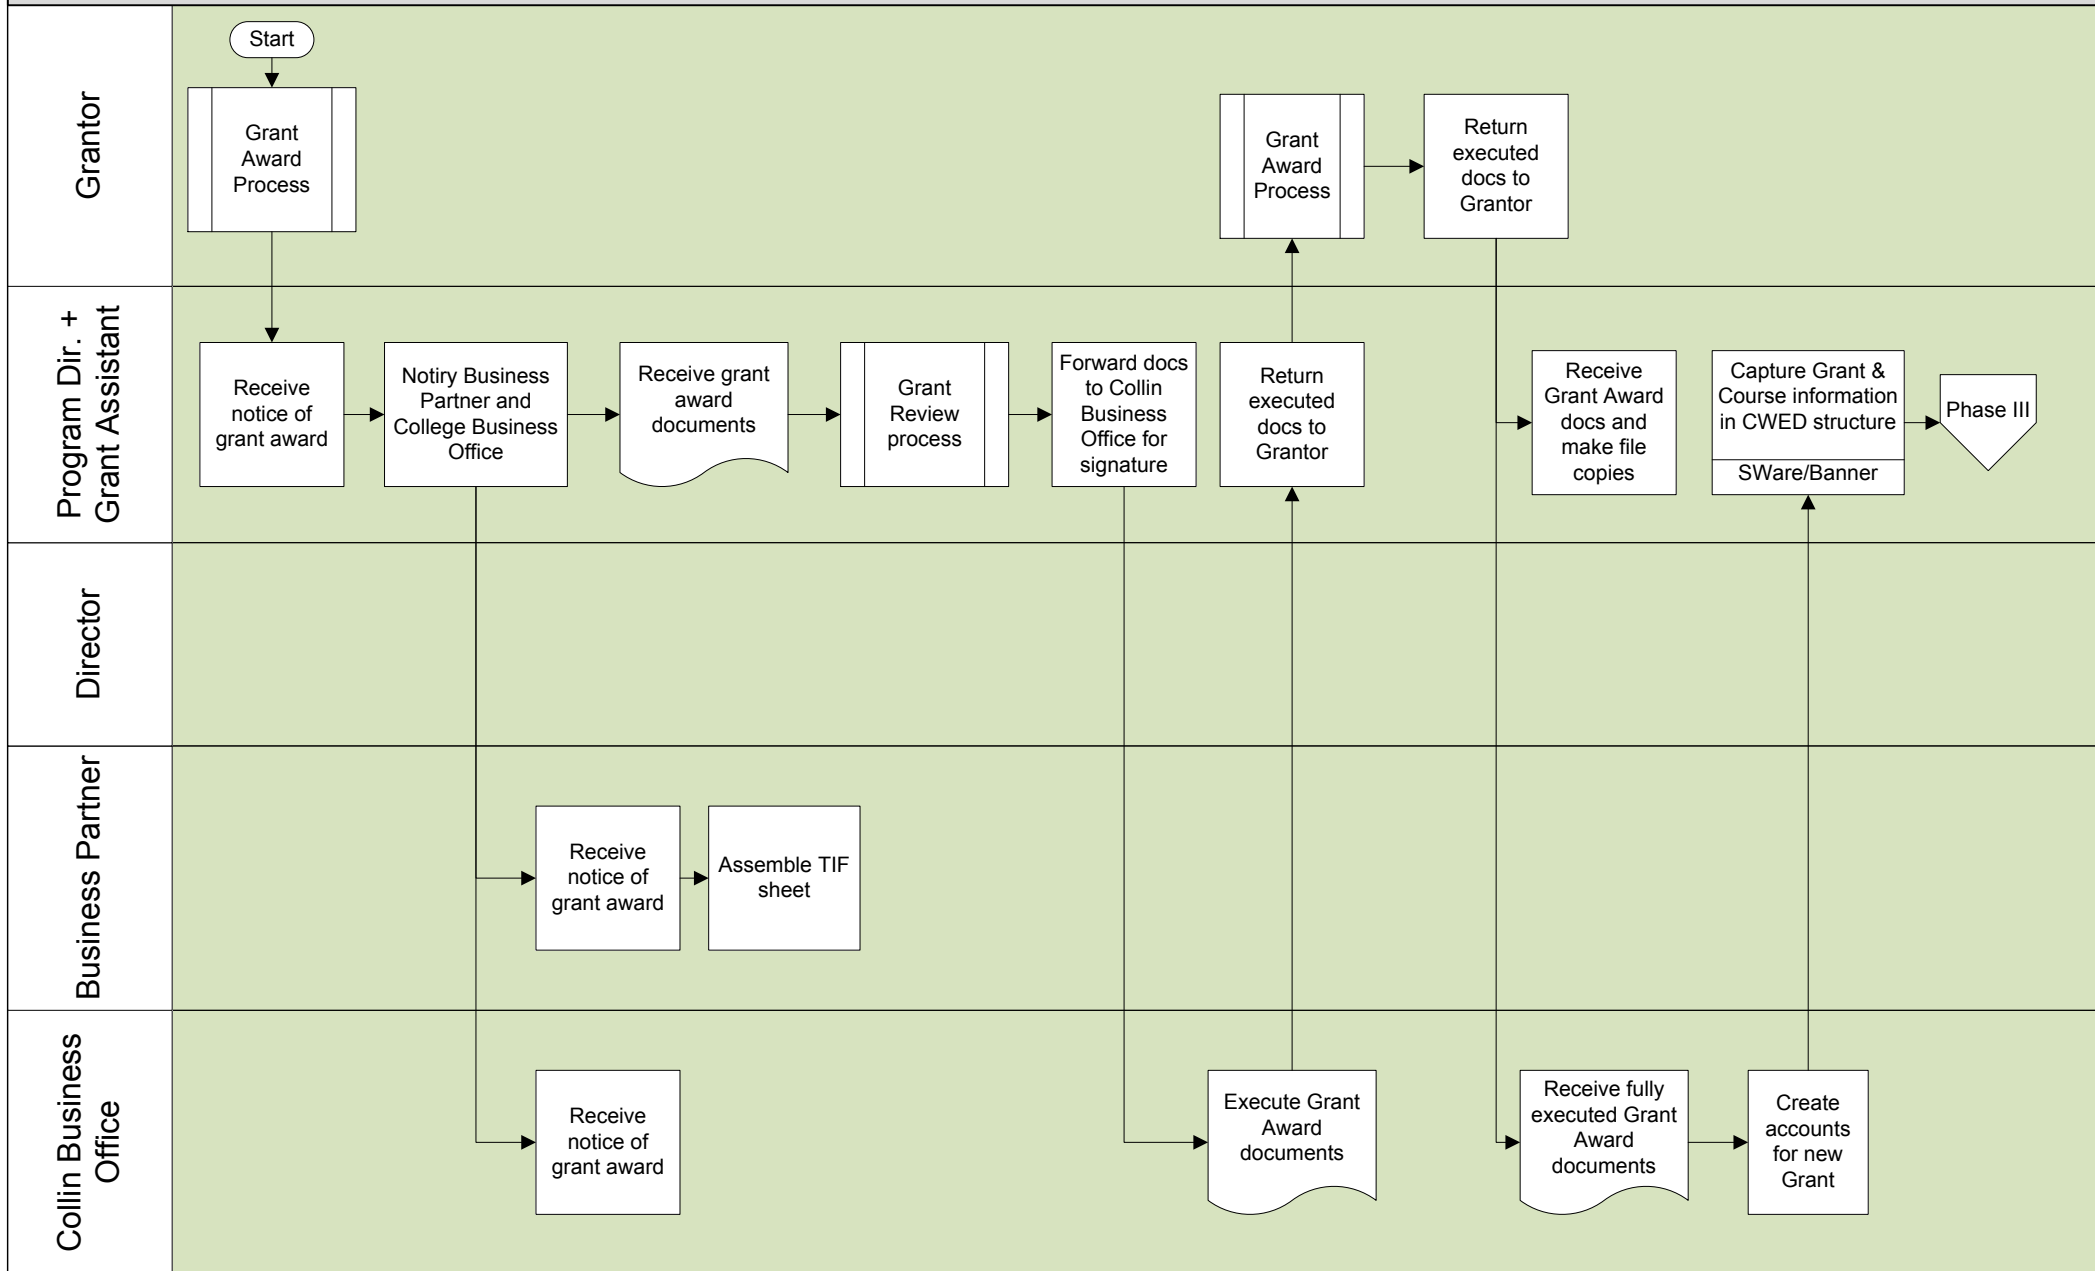 Grantor
Start
Grant
Award
Process
Grant
Award
Process
Return
executed
docs to
Grantor
Program Dir. +
Grant Assistant
Receive
notice of
grant award
Notiry Business
Partner and
College Business
Office
Receive grant
award
documents
Grant
Review
process
Forward docs
to Collin
Business
Office for
signature
Return
executed
docs to
Grantor
Receive
Grant Award
docs and
make file
copies
Capture Grant &
Course information
in CWED structure
SWare/Banner
Phase III
Director
Business Partner
Receive
notice of
grant award
Assemble TIF
sheet
Collin Business
Office
Receive
notice of
grant award
Execute Grant
Award
documents
Receive fully
executed Grant
Award
documents
Create
accounts
for new
Grant